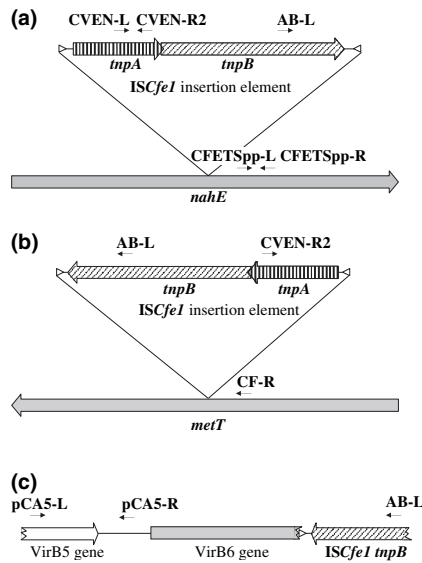 (a)
CVEN-L CVEN-R2 AB-L
tnpA tnpB
ISCfe1 insertion element
CFETSpp-L CFETSpp-R
nahE
(b)
AB-L CVEN-R2
tnpB tnpA
ISCfe1 insertion element
CF-R
metT
(c)
pCA5-L pCA5-R AB-L
VirB5 gene VirB6 gene ISCfe1 tnpB